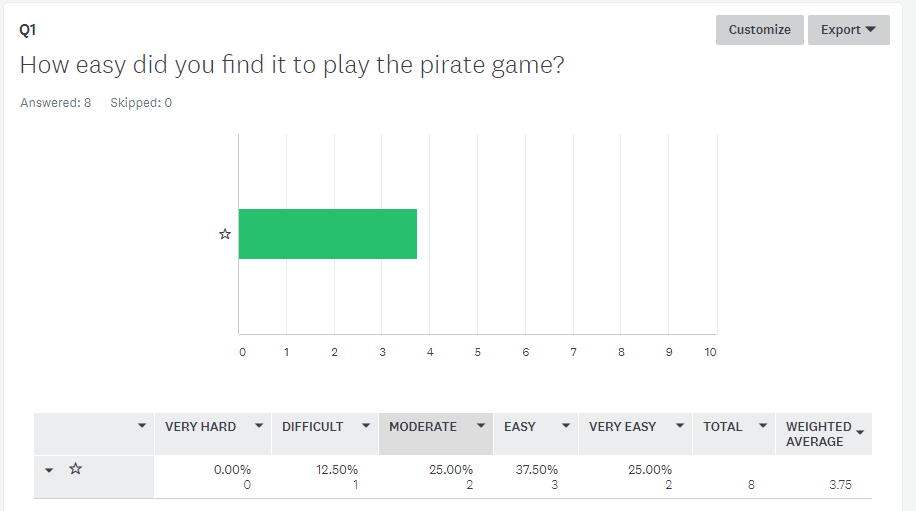 Q1
Customize
Export
How easy did you find it to play the pirate game?
Answered: 8 Skipped: 0
0 1 2 3 4 5 6 7 8 9 10
VERY HARD DIFFICULT MODERATE EASY VERY EASY TOTAL WEIGHTED AVERAGE
0.00% 12.50% 25.00% 37.50% 25.00%
0 1 2 3 2 8 3.75